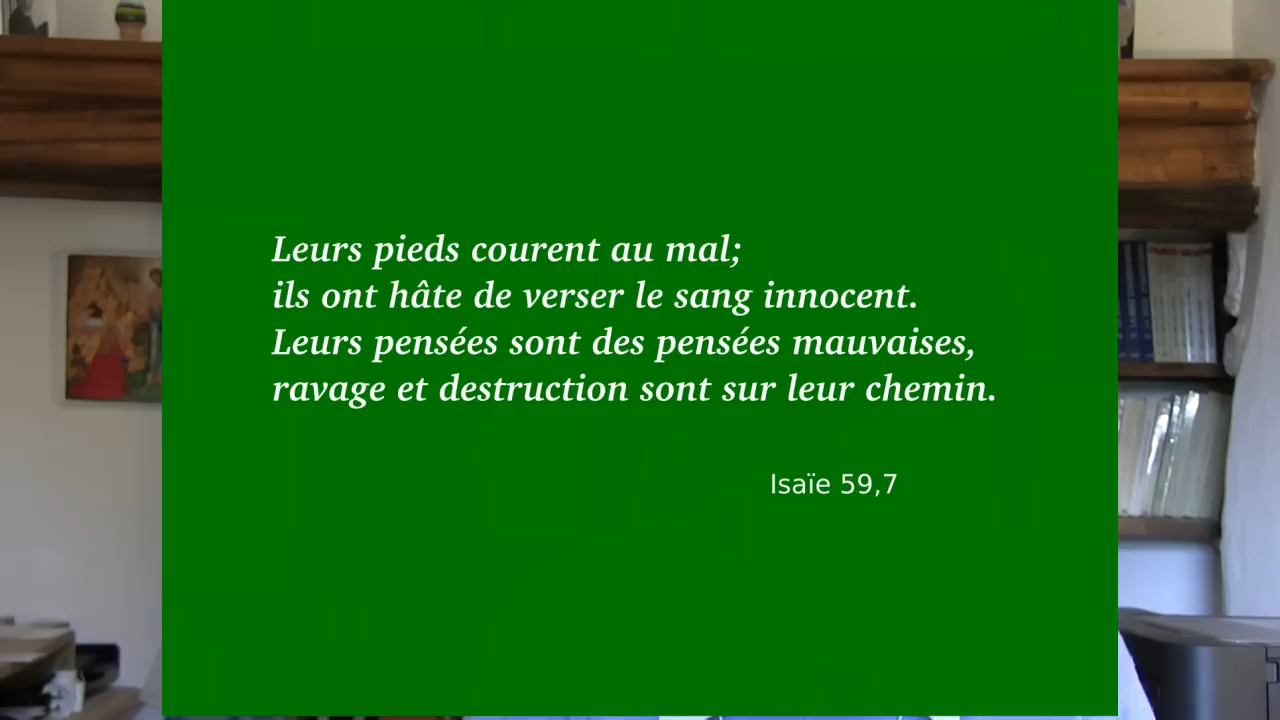 Leurs pieds courent au mal;
ils ont hâte de verser le sang innocent.
Leurs pensées sont des pensées mauvaises,
ravage et destruction sont sur leur chemin.
Isaïe 59,7